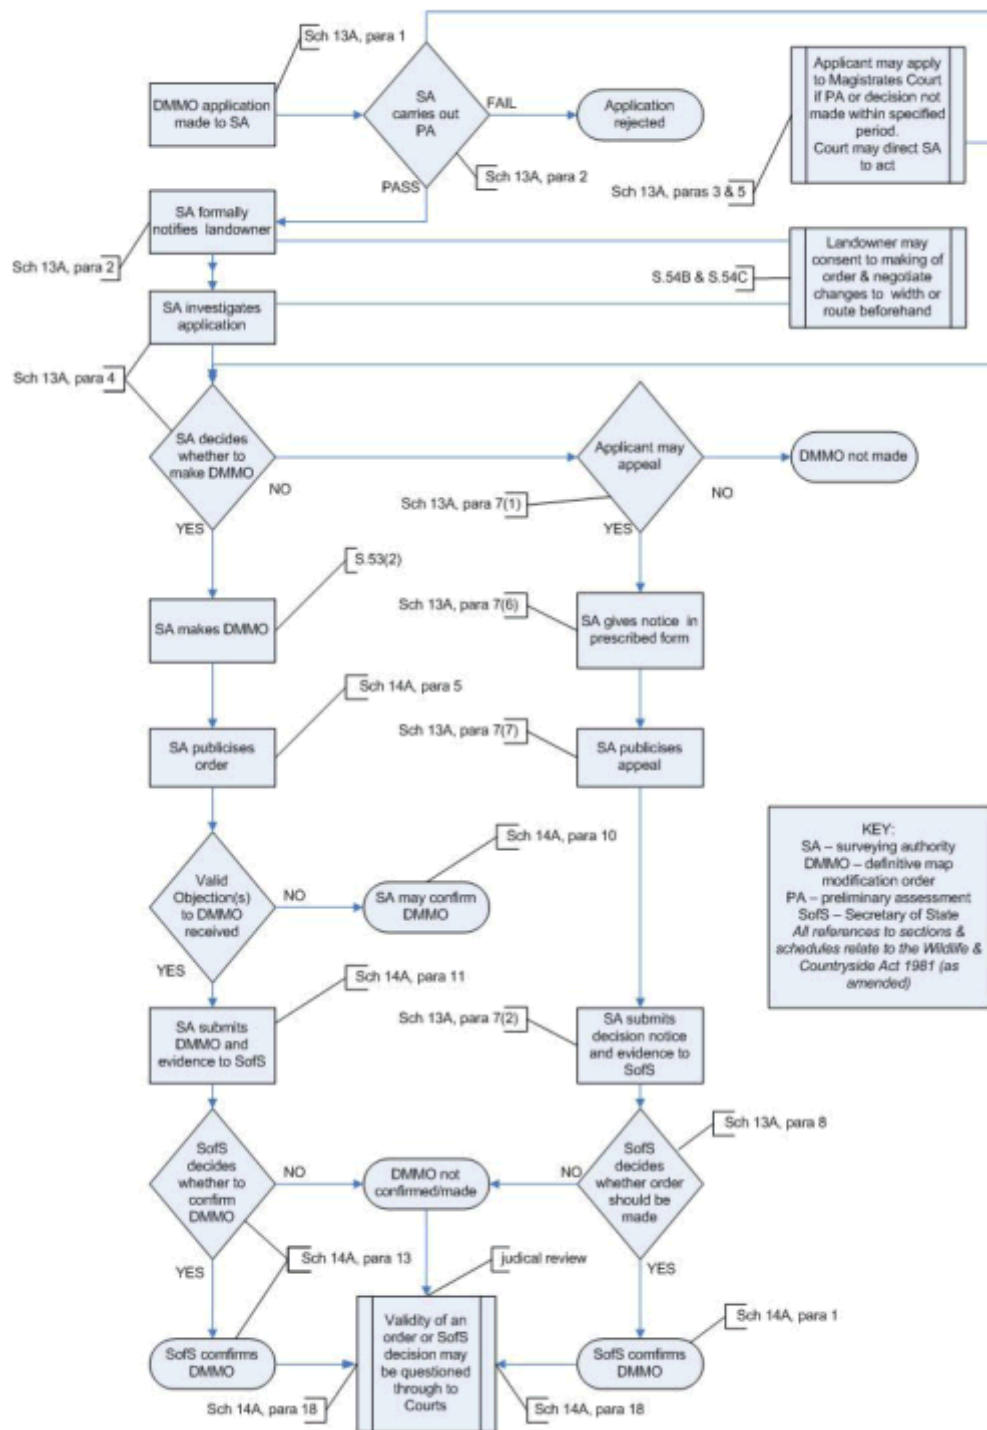 Sch 13A, para 1
DMMO application
made to SA
SA
carries out
PA
FAIL
Application
rejected
Applicant may apply
to Magistrates Court
if PA or decision not
made within specified
period.
Court may direct SA
to act
Sch 13A, para 2
Sch 13A, paras 3 & 5
PASS
SA formally
notifies landowner
Sch 13A, para 2
Landowner may
consent to making of
order & negotiate
changes to width or
route beforehand
S.54B & S.54C
SA investigates
application
Sch 13A, para 4
SA decides
whether to
make DMMO
NO
YES
Applicant may
appeal
NO
YES
DMMO not made
Sch 13A, para 7(1)
S.53(2)
SA makes DMMO
Sch 13A, para 7(6)
SA gives notice in
prescribed form
Sch 14A, para 5
SA publicises
order
Sch 13A, para 7(7)
SA publicises
appeal
Valid
Objection(s)
to DMMO
received
NO
YES
Sch 14A, para 10
SA may confirm
DMMO
KEY:
SA – surveying authority
DMMO – definitive map
modification order
PA – preliminary assessment
SofS – Secretary of State
All references to sections &
schedules relate to the Wildlife &
Countryside Act 1981 (as
amended)
Sch 14A, para 11
SA submits
DMMO and
evidence to SofS
Sch 13A, para 7(2)
SA submits
decision notice
and evidence to
SofS
SofS
decides
whether to
confirm
DMMO
NO
YES
DMMO not
confirmed/made
Sch 13A, para 8
SofS
decides
whether order
should be
made
NO
YES
Sch 14A, para 13
judical review
SofS comfirms
DMMO
Validity of an
order or SofS
decision may
be questioned
through to
Courts
Sch 14A, para 1
SofS comfirms
DMMO
Sch 14A, para 18
Sch 14A, para 18